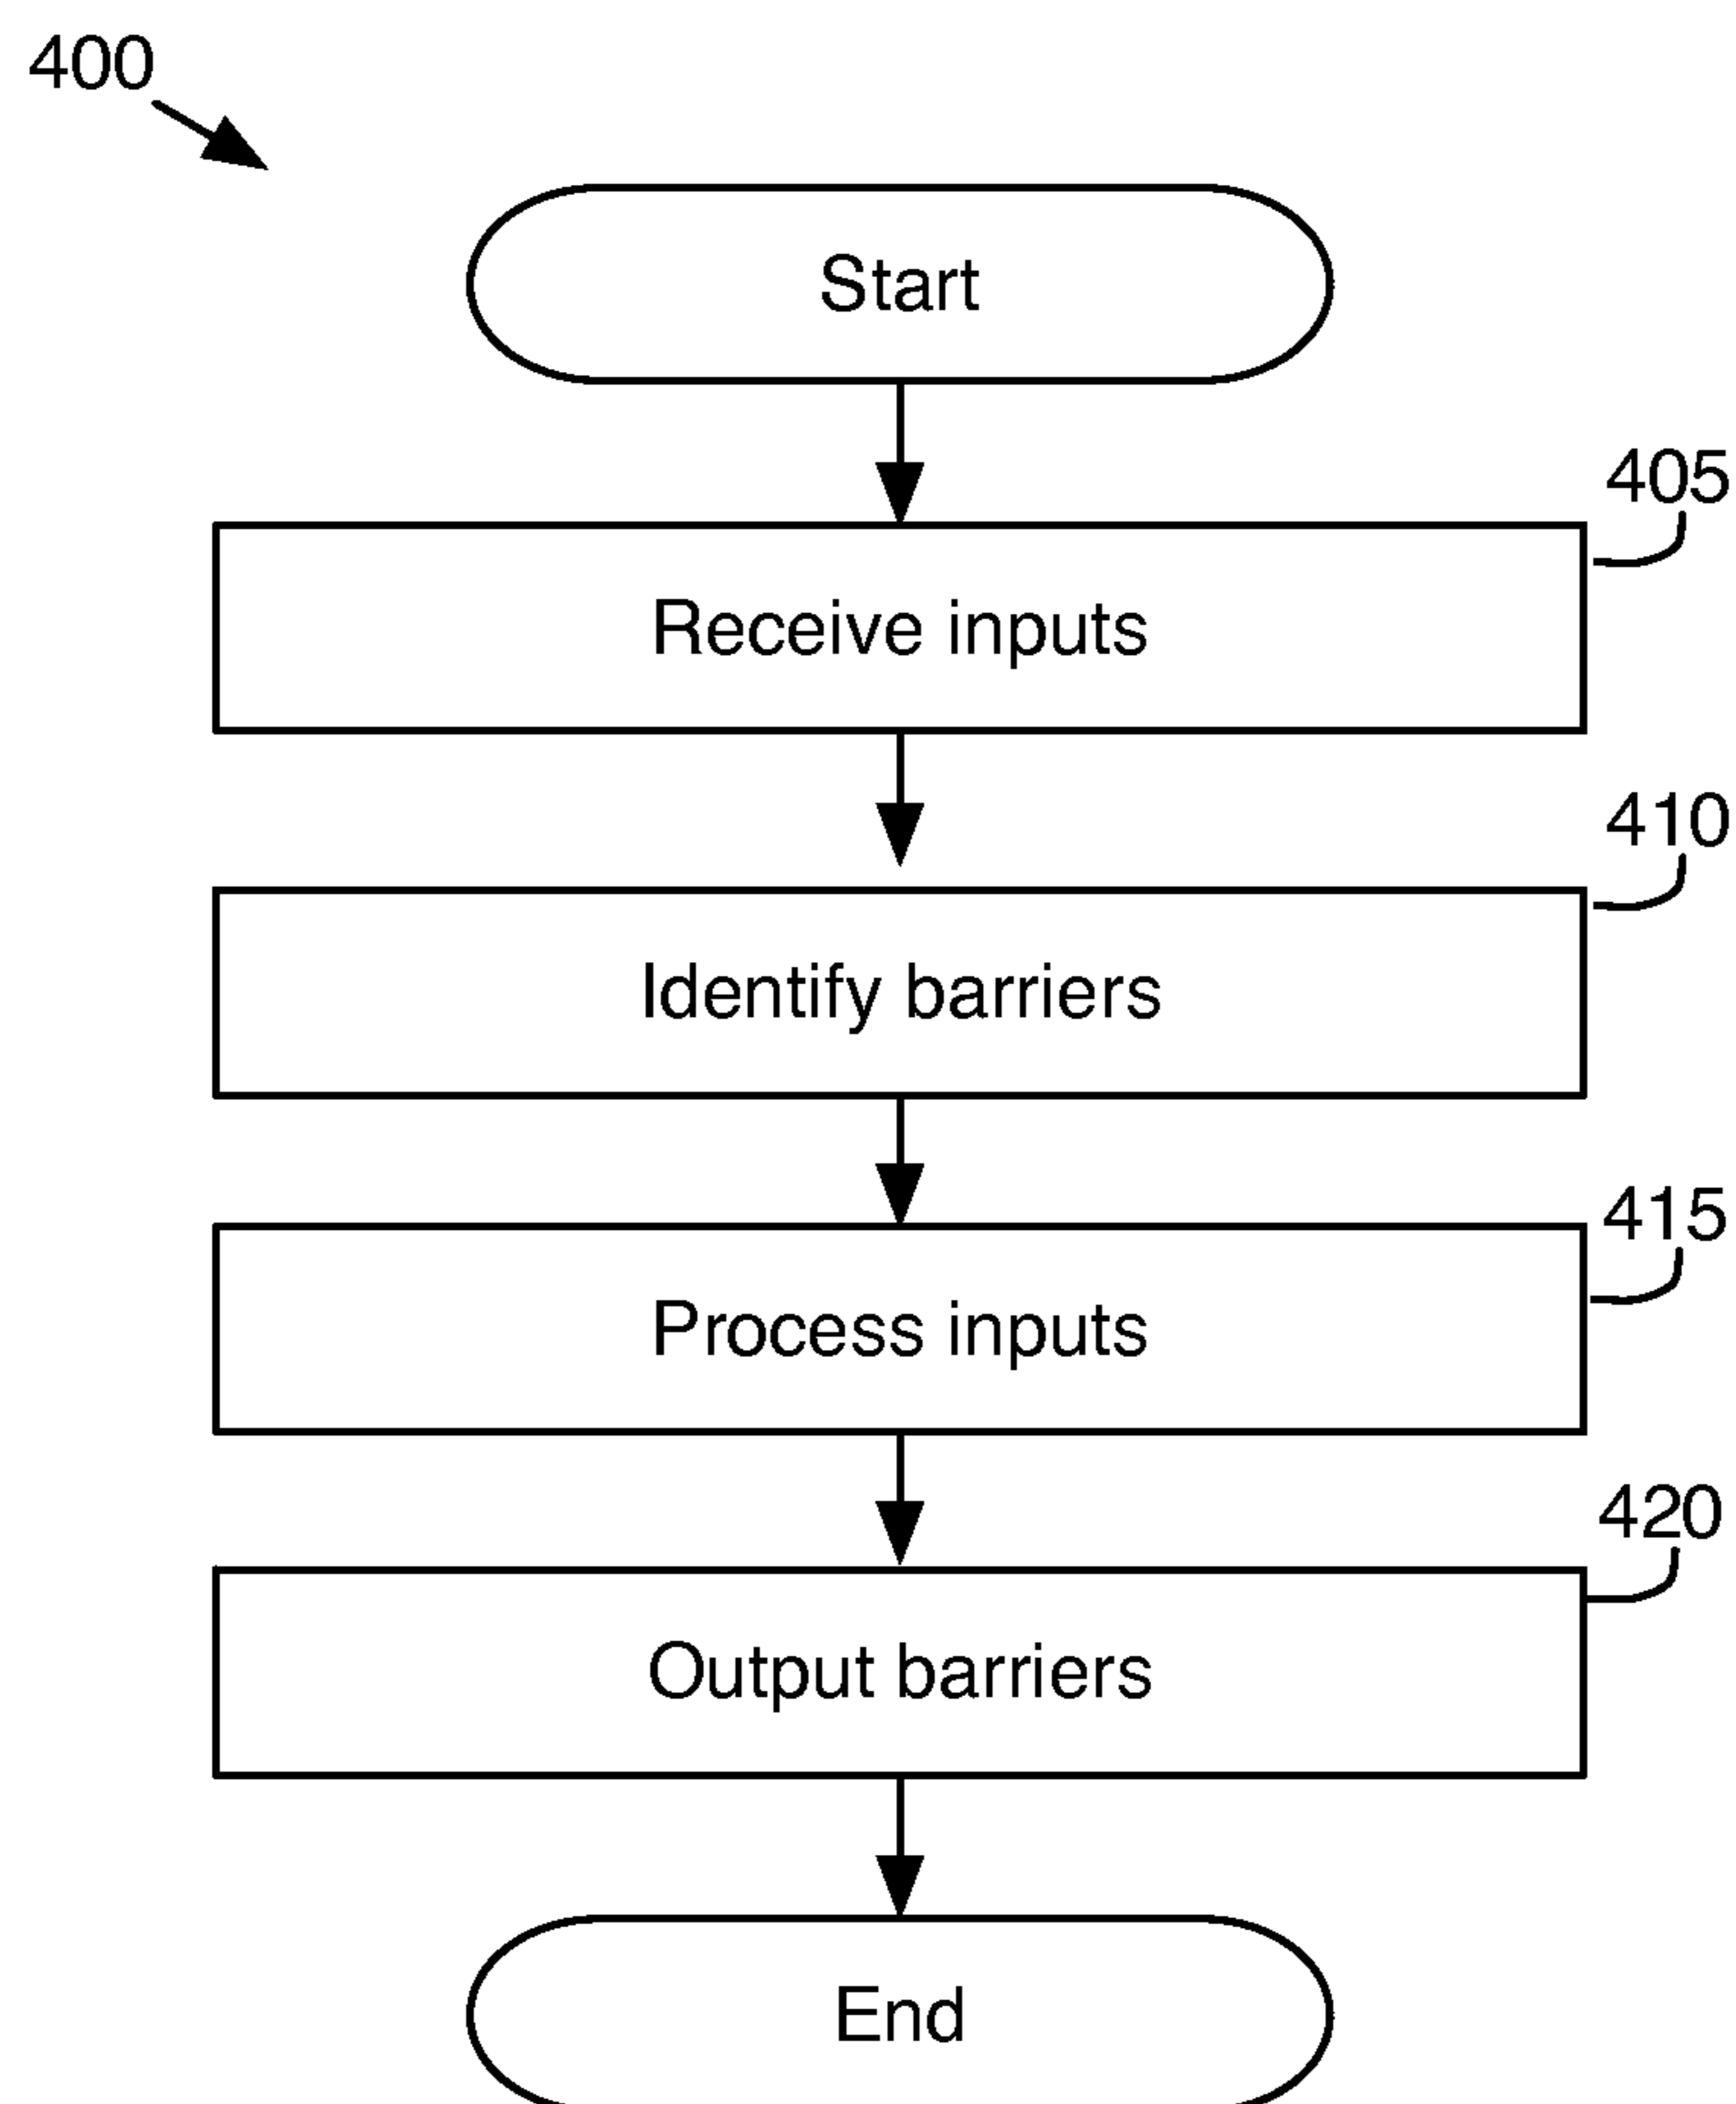 400
Start
405
Receive inputs
410
Identify barriers
415
Process inputs
420
Output barriers
End